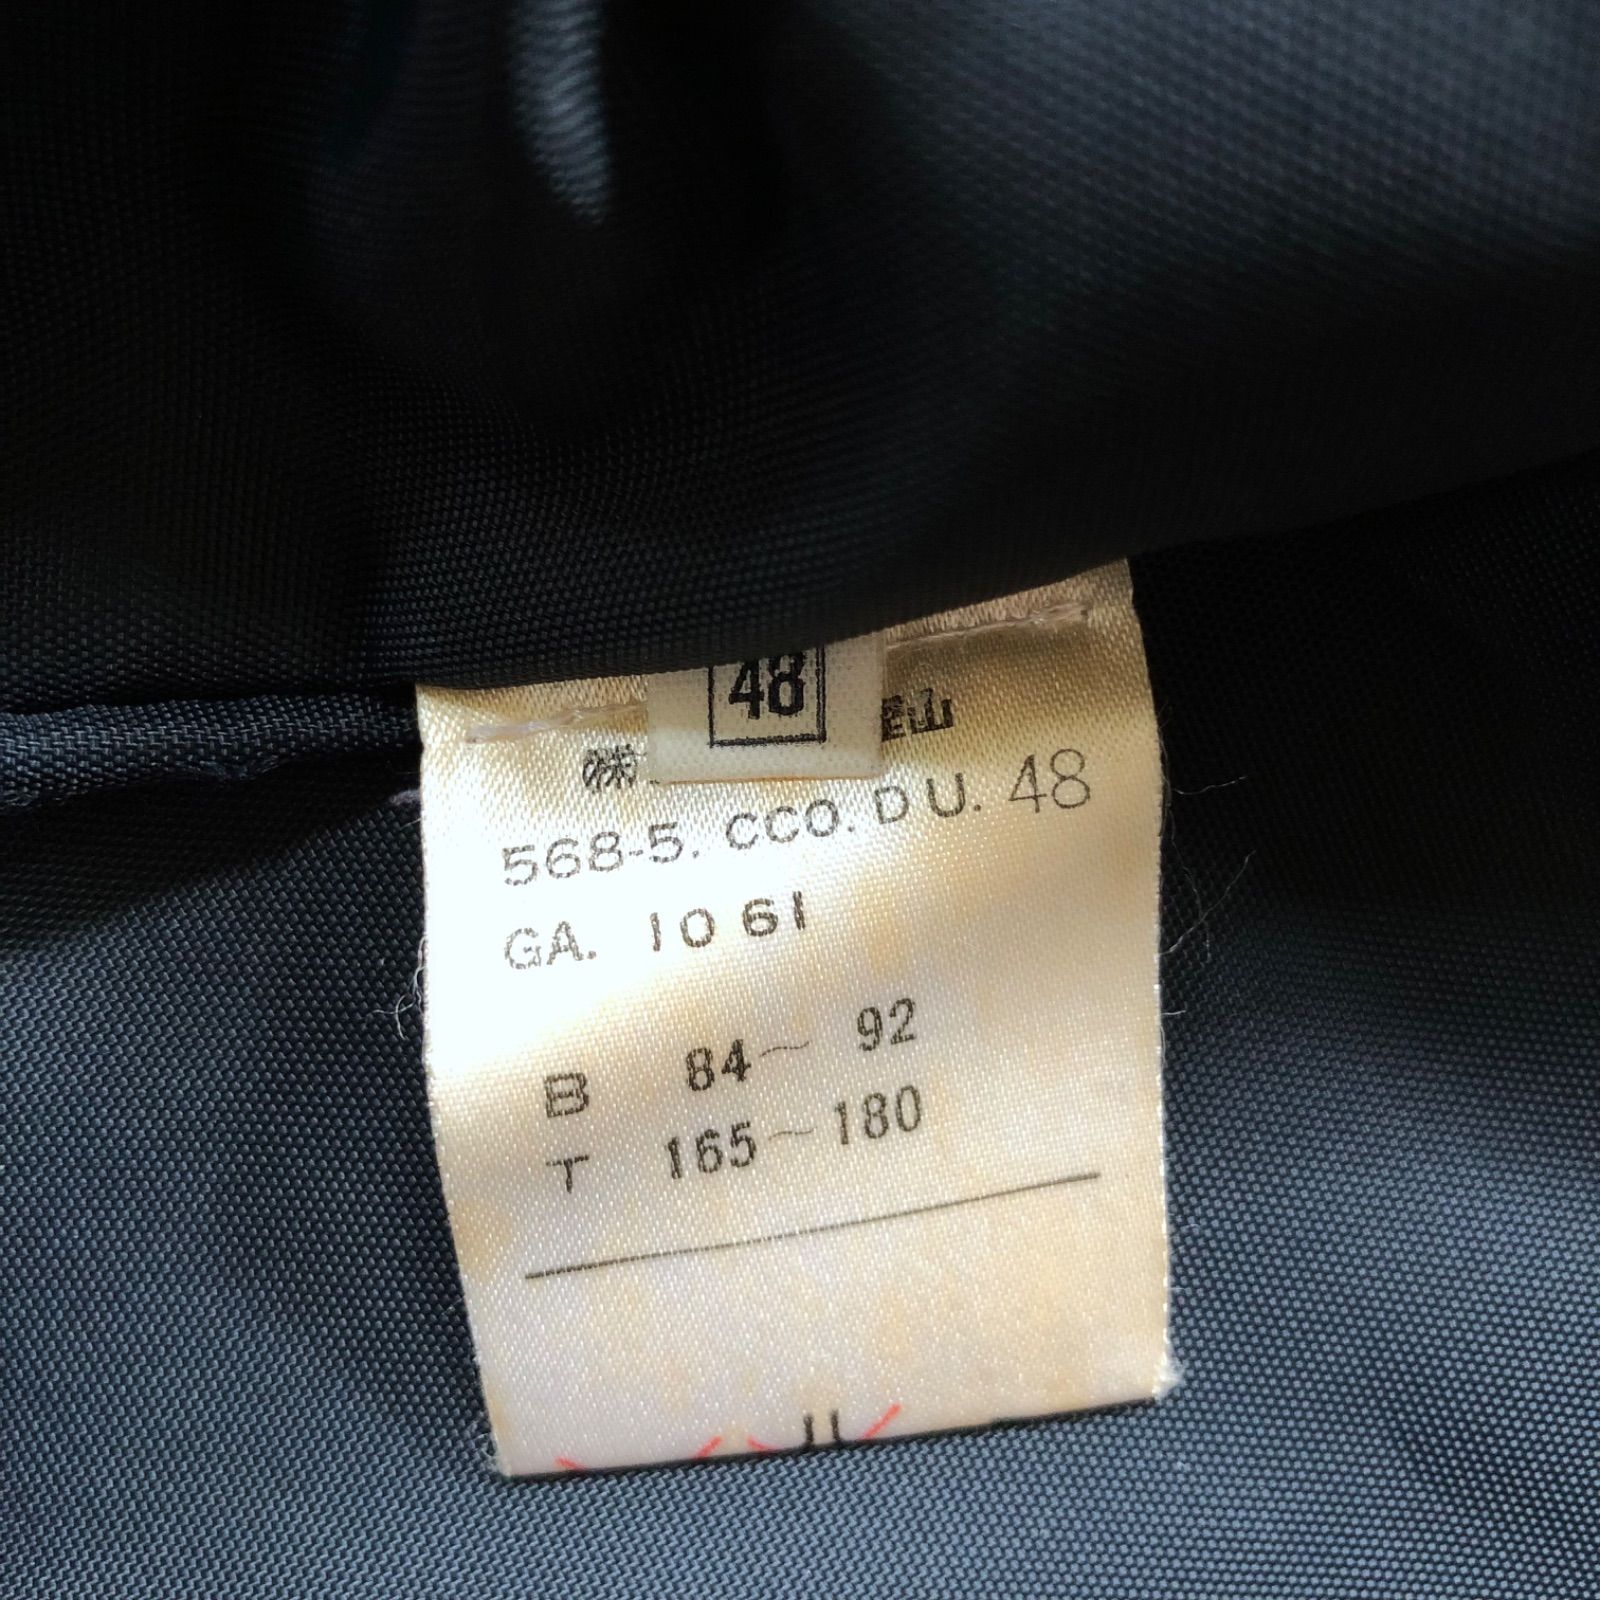 48
568-5. CCO. DU. 48
GA. 1061
B 84～ 92
T 165～180